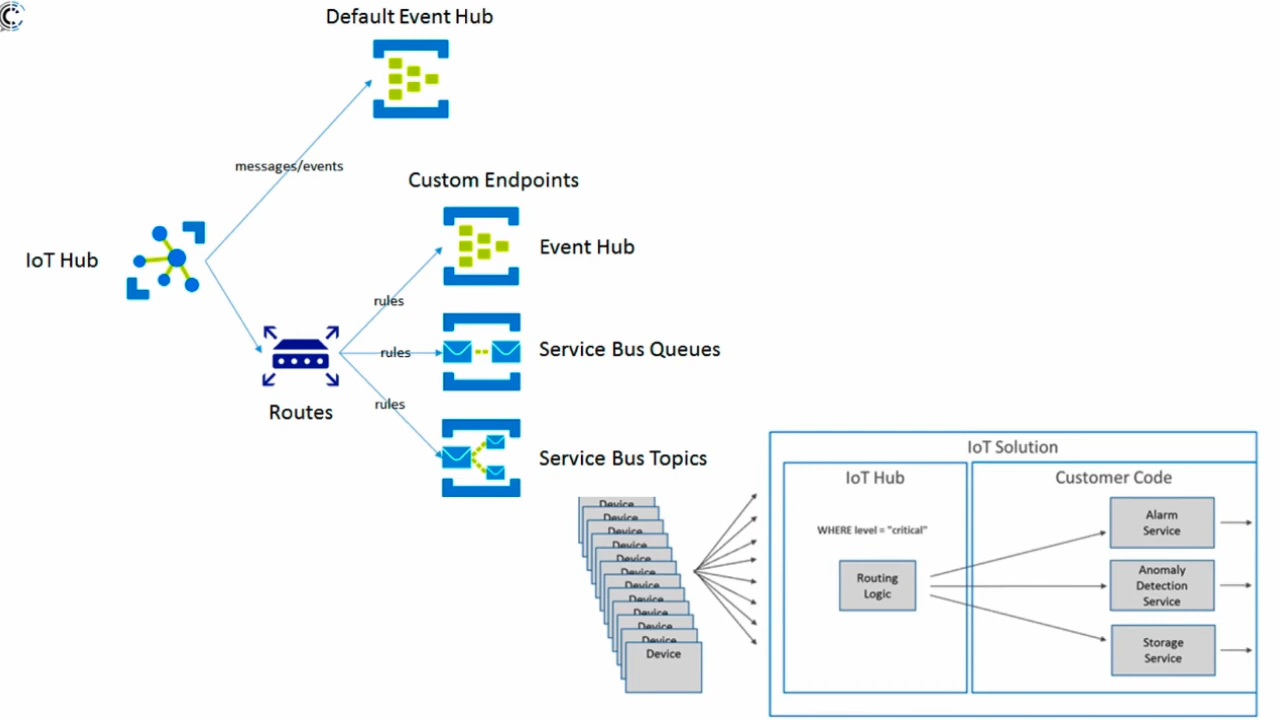 Default Event Hub
messages/events
Custom Endpoints
IoT Hub
Event Hub
rules
rules
Service Bus Queues
rules
Routes
Service Bus Topics
IoT Solution
IoT Hub
Customer Code
WHERE level = "critical"
Routing
Logic
Alarm
Service
Anomaly
Detection
Service
Storage
Service
Device
Device
Device
Device
Device
Device
Device
Device
Device
Device
Device
Device